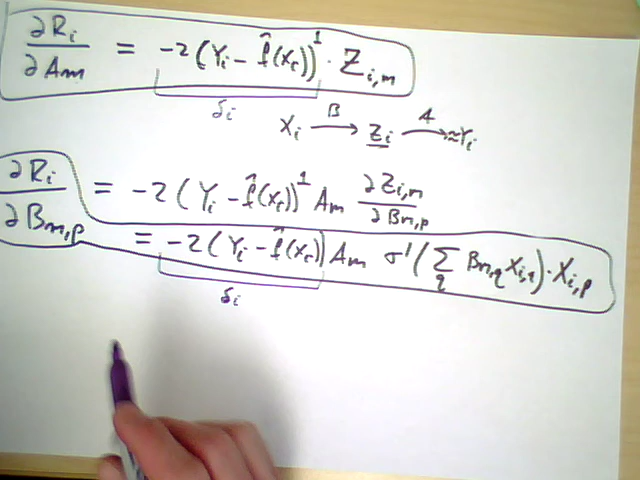 ∂R_i/∂A_m = -2(Y_i - f̂(x_i))^1 · Z_{i,m}
δ_i
X_i —B→ Z_i —A→ ≈Y_i
∂R_i/∂B_{m,p} = -2(Y_i - f̂(x_i))^1 A_m ∂Z_{i,m}/∂B_{m,p}
= -2(Y_i - f̂(x_i)) A_m σ'(∑_q B_{m,q} X_{i,q}) · X_{i,p}
δ_i